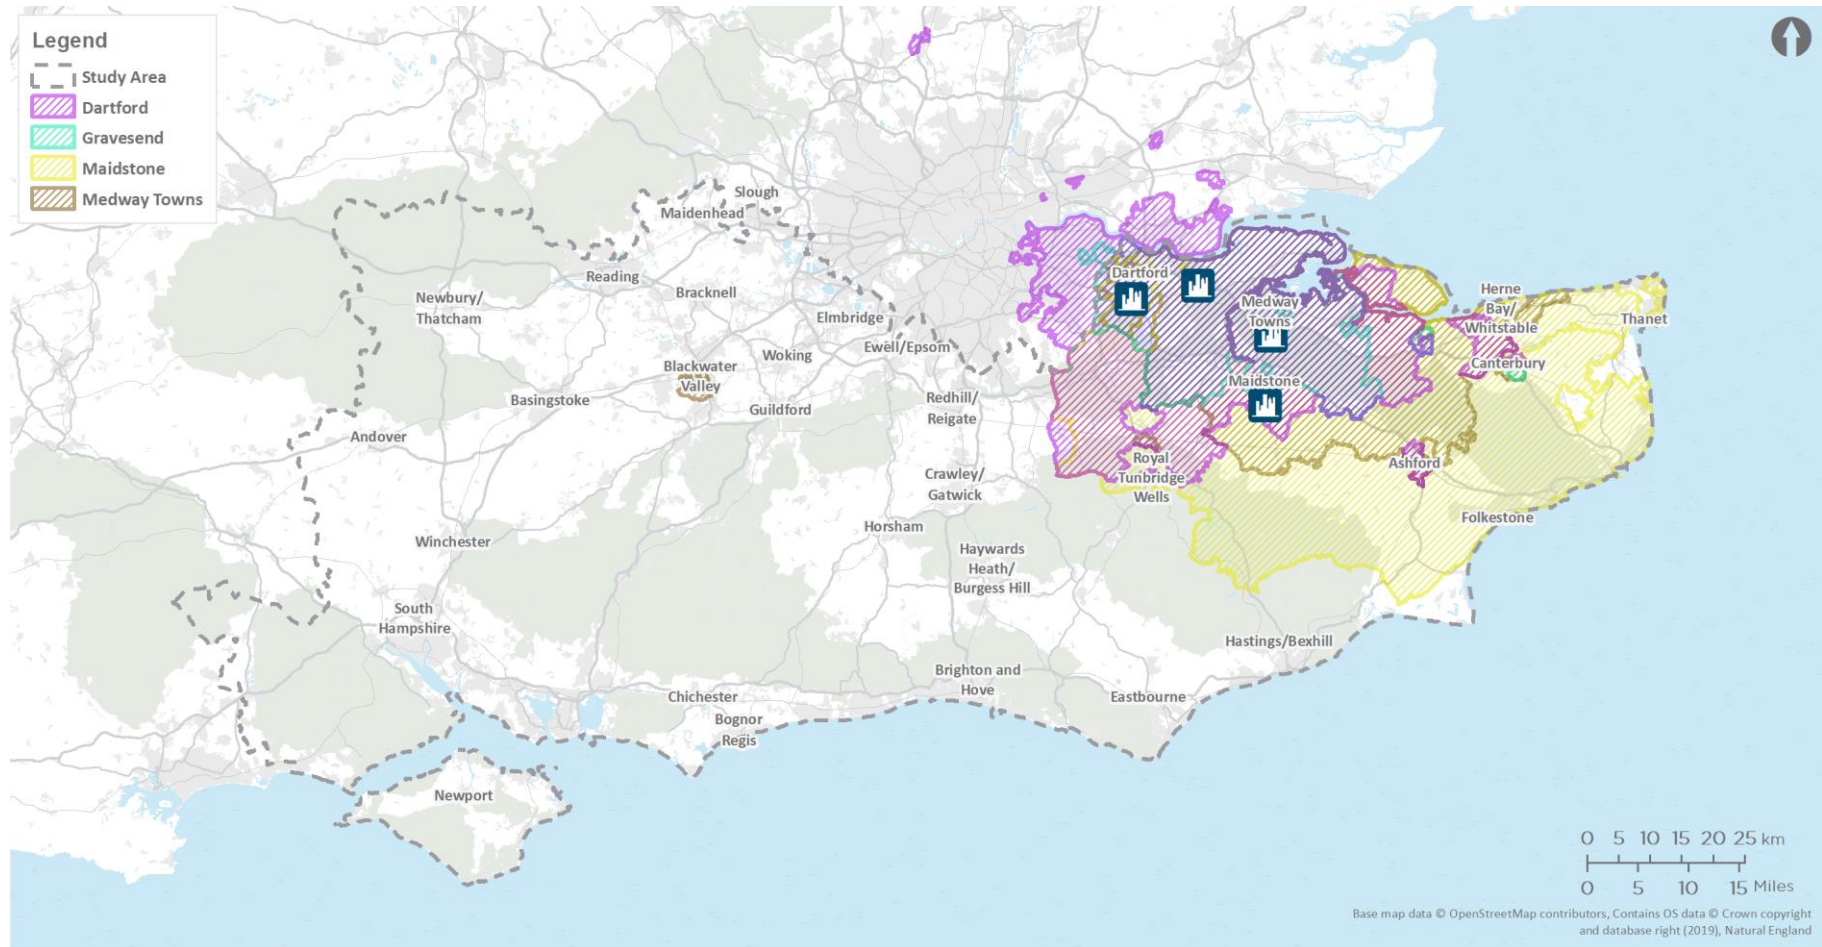 Legend
Study Area
Dartford
Gravesend
Maidstone
Medway Towns
Slough
Maidenhead
Reading
Newbury/
Thatcham
Bracknell
Elmbridge
Ewell/Epsom
Woking
Blackwater
Valley
Basingstoke
Guildford
Redhill/
Reigate
Andover
Crawley/
Gatwick
Horsham
Winchester
Haywards
Heath/
Burgess Hill
South
Hampshire
Chichester
Bognor
Regis
Brighton and
Hove
Eastbourne
Hastings/Bexhill
Newport
Dartford
Medway
Towns
Maidstone
Royal
Tunbridge
Wells
Herne
Bay/
Whitstable
Thanet
Canterbury
Ashford
Folkestone
0 5 10 15 20 25 km
0 5 10 15 Miles
Base map data © OpenStreetMap contributors, Contains OS data © Crown copyright
and database right (2019), Natural England